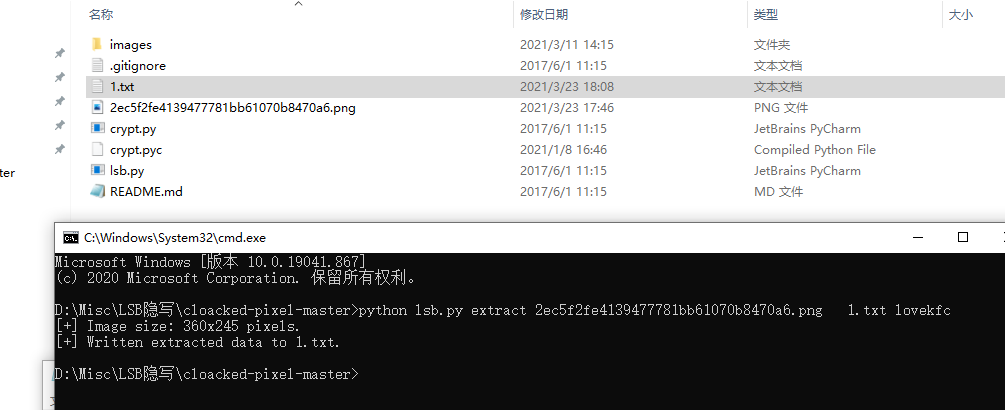 名称 修改日期 类型 大小
images 2021/3/11 14:15 文件夹
.gitignore 2017/6/1 11:15 文本文档
1.txt 2021/3/23 18:08 文本文档
2ec5f2fe4139477781bb61070b8470a6.png 2021/3/23 17:46 PNG 文件
crypt.py 2017/6/1 11:15 JetBrains PyCharm
crypt.pyc 2021/1/8 16:46 Compiled Python File
ter lsb.py 2017/6/1 11:15 JetBrains PyCharm
README.md 2017/6/1 11:15 MD 文件
C:\Windows\System32\cmd.exe
Microsoft Windows [版本 10.0.19041.867]
(c) 2020 Microsoft Corporation. 保留所有权利。
D:\Misc\LSB隐写\cloacked-pixel-master>python lsb.py extract 2ec5f2fe4139477781bb61070b8470a6.png 1.txt lovekfc
[+] Image size: 360x245 pixels.
[+] Written extracted data to 1.txt.
D:\Misc\LSB隐写\cloacked-pixel-master>